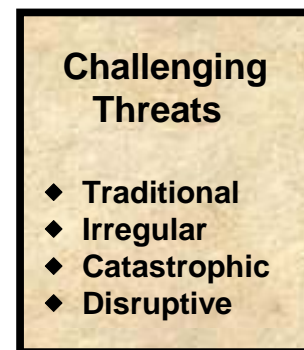 Challenging
Threats
◆ Traditional
◆ Irregular
◆ Catastrophic
◆ Disruptive